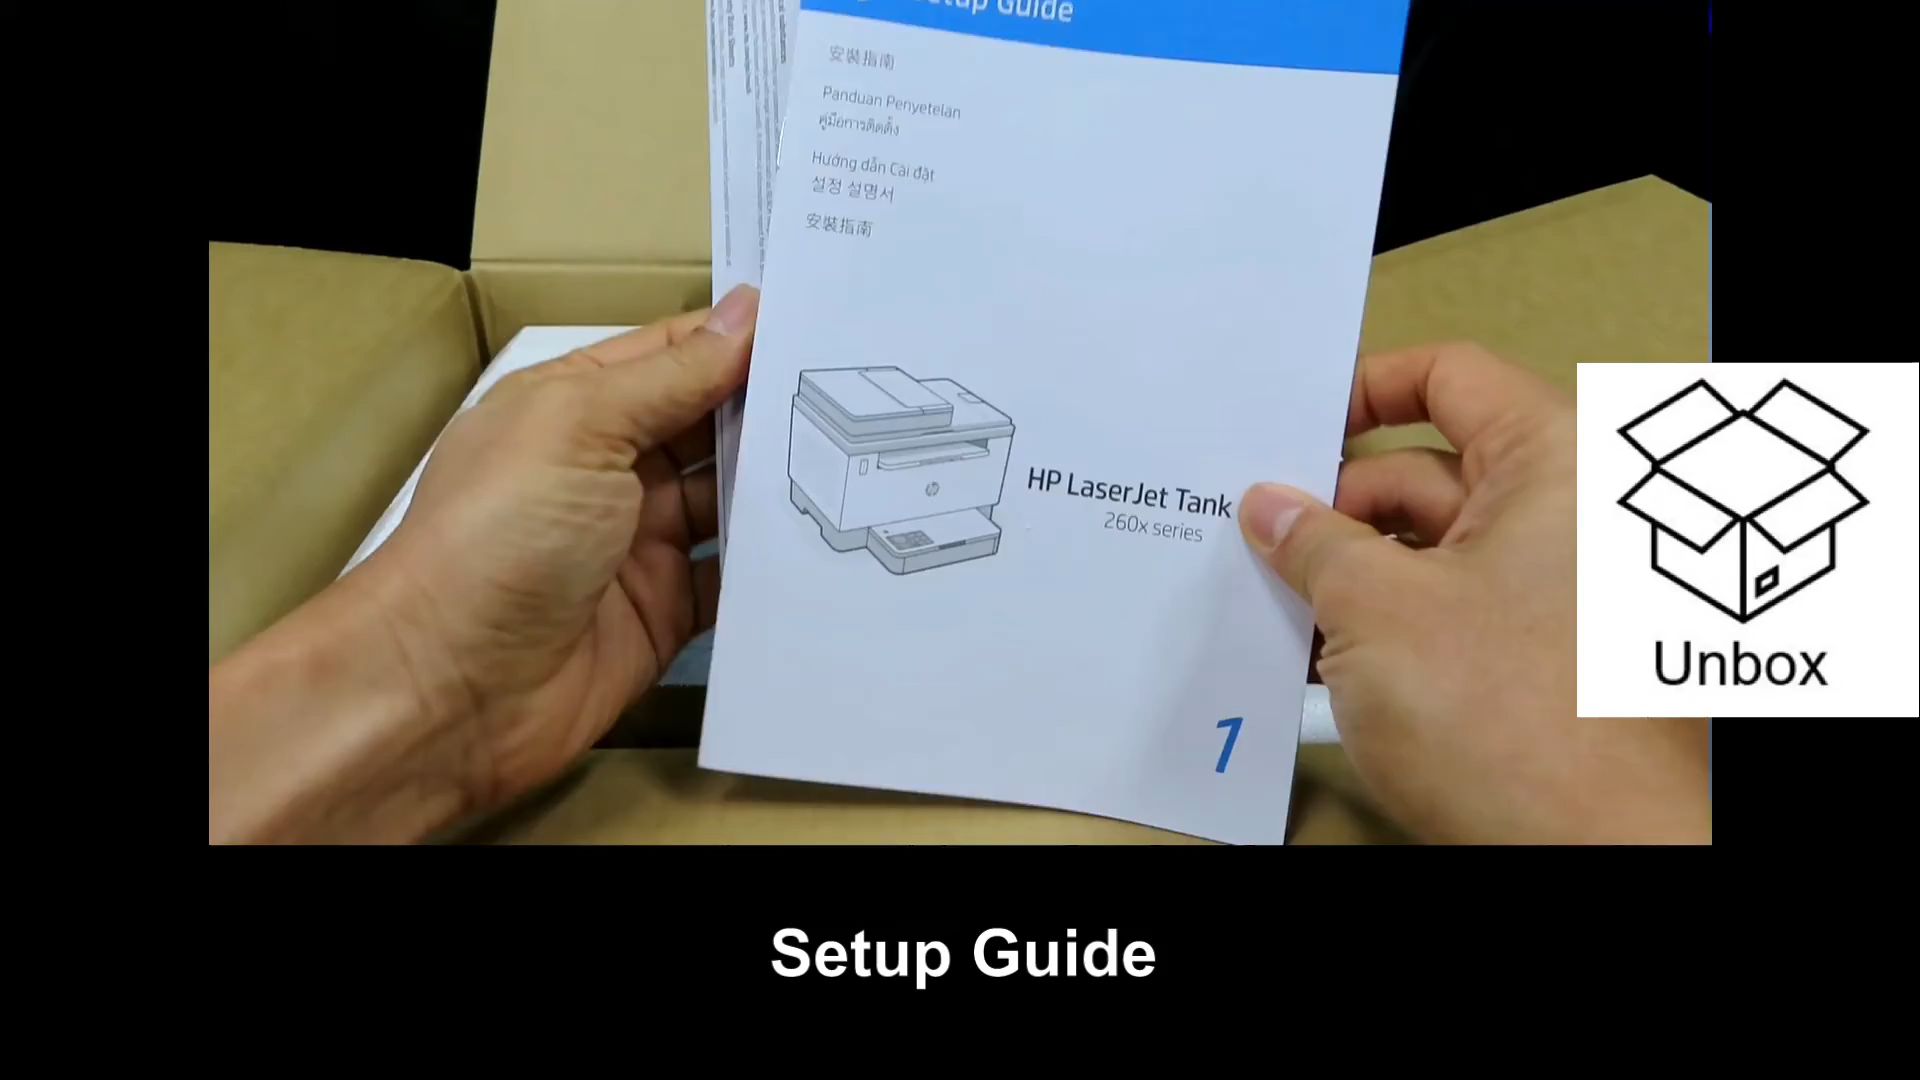 Setup Guide
安裝指南
Panduan Penyetelan
คู่มือการติดตั้ง
Hướng dẫn Cài đặt
설정 설명서
安裝指南
hp
HP LaserJet Tank
260x series
1
Unbox
Setup Guide